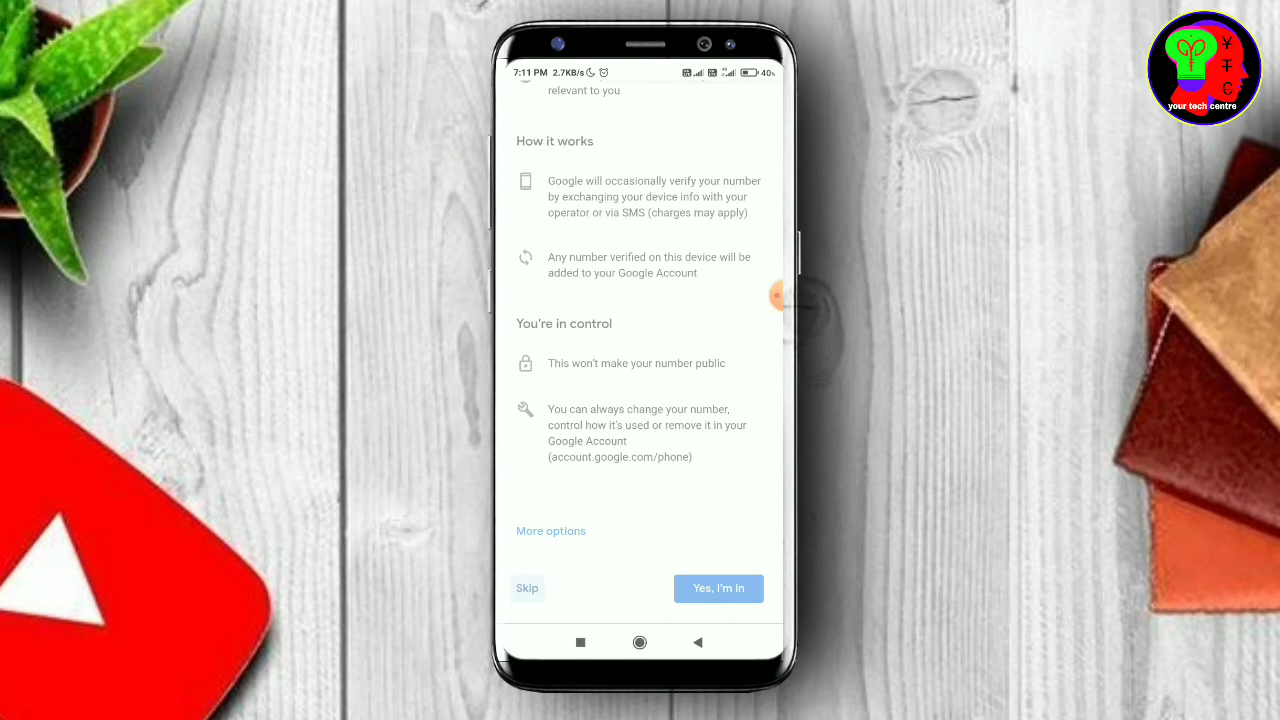 7:11 PM 2.7KB/s 40%
relevant to you
How it works
Google will occasionally verify your number
by exchanging your device info with your
operator or via SMS (charges may apply)
Any number verified on this device will be
added to your Google Account
You're in control
This won't make your number public
You can always change your number,
control how it's used or remove it in your
Google Account
(account.google.com/phone)
More options
Skip
Yes, I'm in
¥
T
C
your tech centre